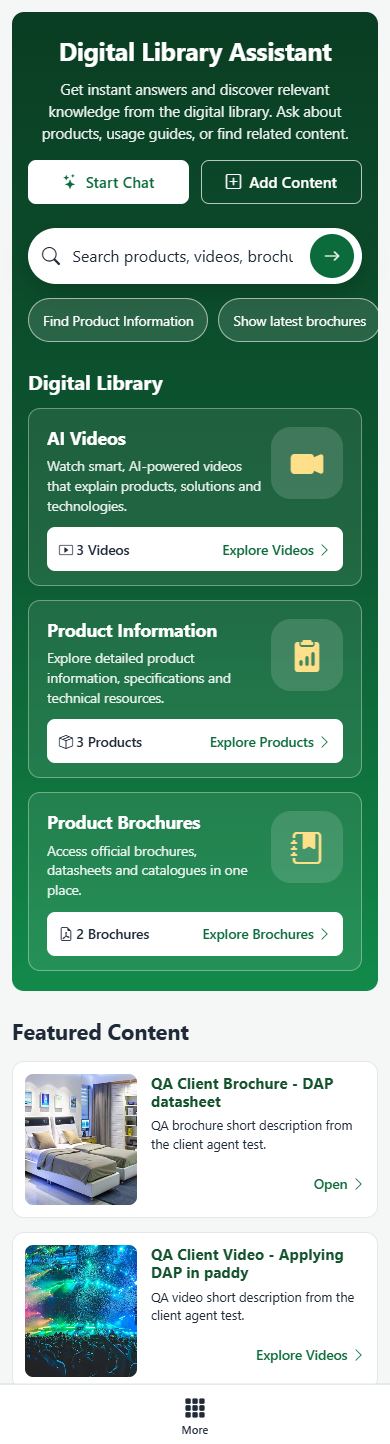 Digital Library Assistant
Get instant answers and discover relevant
knowledge from the digital library. Ask about
products, usage guides, or find related content.
Start Chat
Add Content
Search products, videos, brochu
Find Product Information
Show latest brochures
Digital Library
AI Videos
Watch smart, AI-powered videos
that explain products, solutions and
technologies.
3 Videos
Explore Videos
Product Information
Explore detailed product
information, specifications and
technical resources.
3 Products
Explore Products
Product Brochures
Access official brochures,
datasheets and catalogues in one
place.
2 Brochures
Explore Brochures
Featured Content
QA Client Brochure - DAP
datasheet
QA brochure short description from
the client agent test.
Open
QA Client Video - Applying
DAP in paddy
QA video short description from the
client agent test.
Explore Videos
More